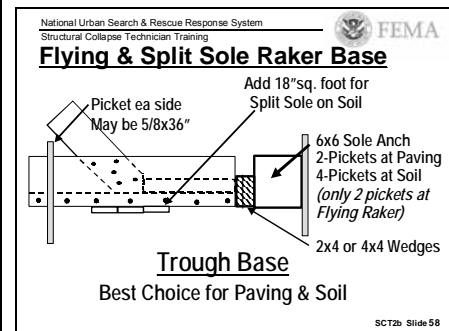 National Urban Search & Rescue Response System
Structural Collapse Technician Training
FEMA
Flying & Split Sole Raker Base
Add 18"sq. foot for
Split Sole on Soil
Picket ea side
May be 5/8x36"
6x6 Sole Anch
2-Pickets at Paving
4-Pickets at Soil
(only 2 pickets at
Flying Raker)
2x4 or 4x4 Wedges
Trough Base
Best Choice for Paving & Soil
SCT2b Slide 58